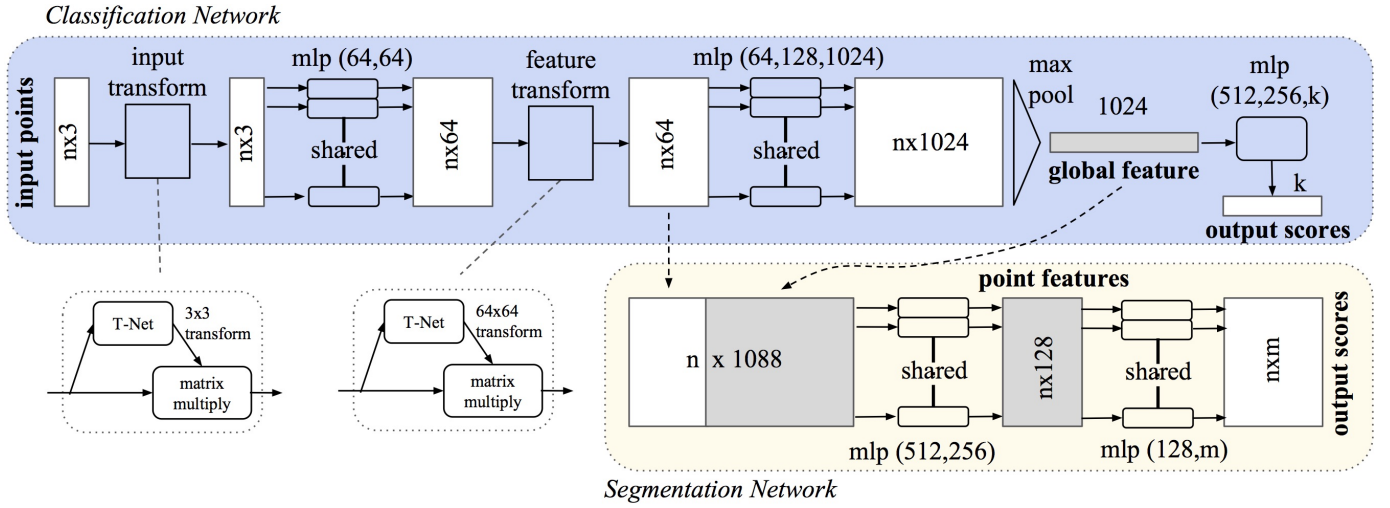 Classification Network
input points
nx3
input
transform
nx3
mlp (64,64)
shared
nx64
feature
transform
nx64
mlp (64,128,1024)
shared
nx1024
max
pool
1024
global feature
mlp
(512,256,k)
k
output scores
T-Net
3x3
transform
matrix
multiply
T-Net
64x64
transform
matrix
multiply
point features
n x 1088
shared
mlp (512,256)
nx128
shared
mlp (128,m)
nxm
output scores
Segmentation Network